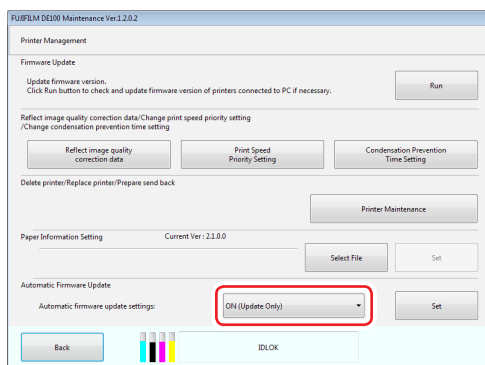 FUJIFILM DE100 Maintenance Ver.1.2.0.2
Printer Management
Firmware Update
Update firmware version.
Click Run button to check and update firmware version of printers connected to PC if necessary.
Run
Reflect image quality correction data/Change print speed priority setting
/Change condensation prevention time setting
Reflect image quality
correction data
Print Speed
Priority Setting
Condensation Prevention
Time Setting
Delete printer/Replace printer/Prepare send back
Printer Maintenance
Paper Information Setting
Current Ver : 2.1.0.0
Select File
Set
Automatic Firmware Update
Automatic firmware update settings:
ON (Update Only)
Set
Back
IDLOK